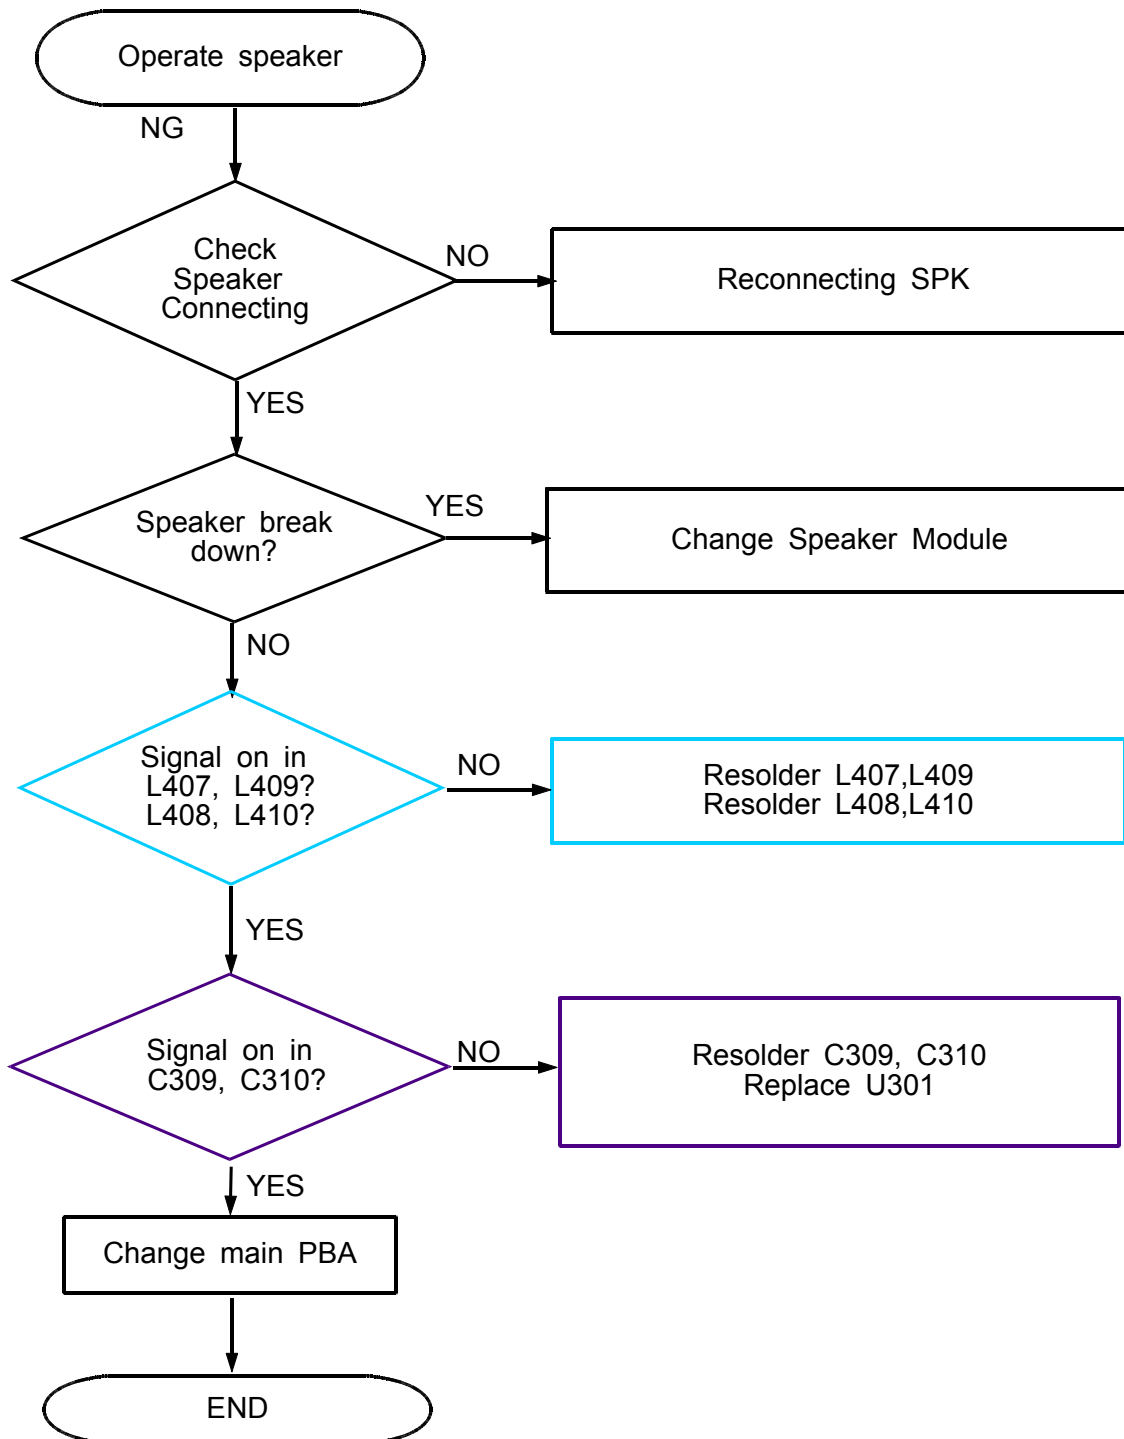 Operate speaker
NG
Check
Speaker
Connecting
NO
Reconnecting SPK
YES
Speaker break
down?
YES
Change Speaker Module
NO
Signal on in
L407, L409?
L408, L410?
NO
Resolder L407,L409
Resolder L408,L410
YES
Signal on in
C309, C310?
NO
Resolder C309, C310
Replace U301
YES
Change main PBA
END